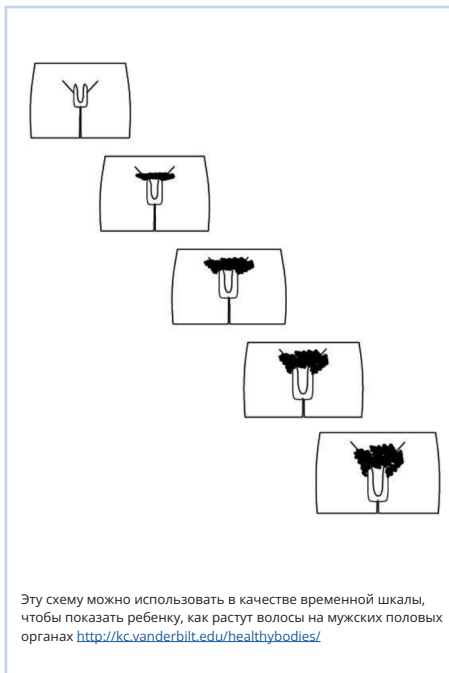 Эту схему можно использовать в качестве временной шкалы,
чтобы показать ребенку, как растут волосы на мужских половых
органах http://kc.vanderbilt.edu/healthybodies/